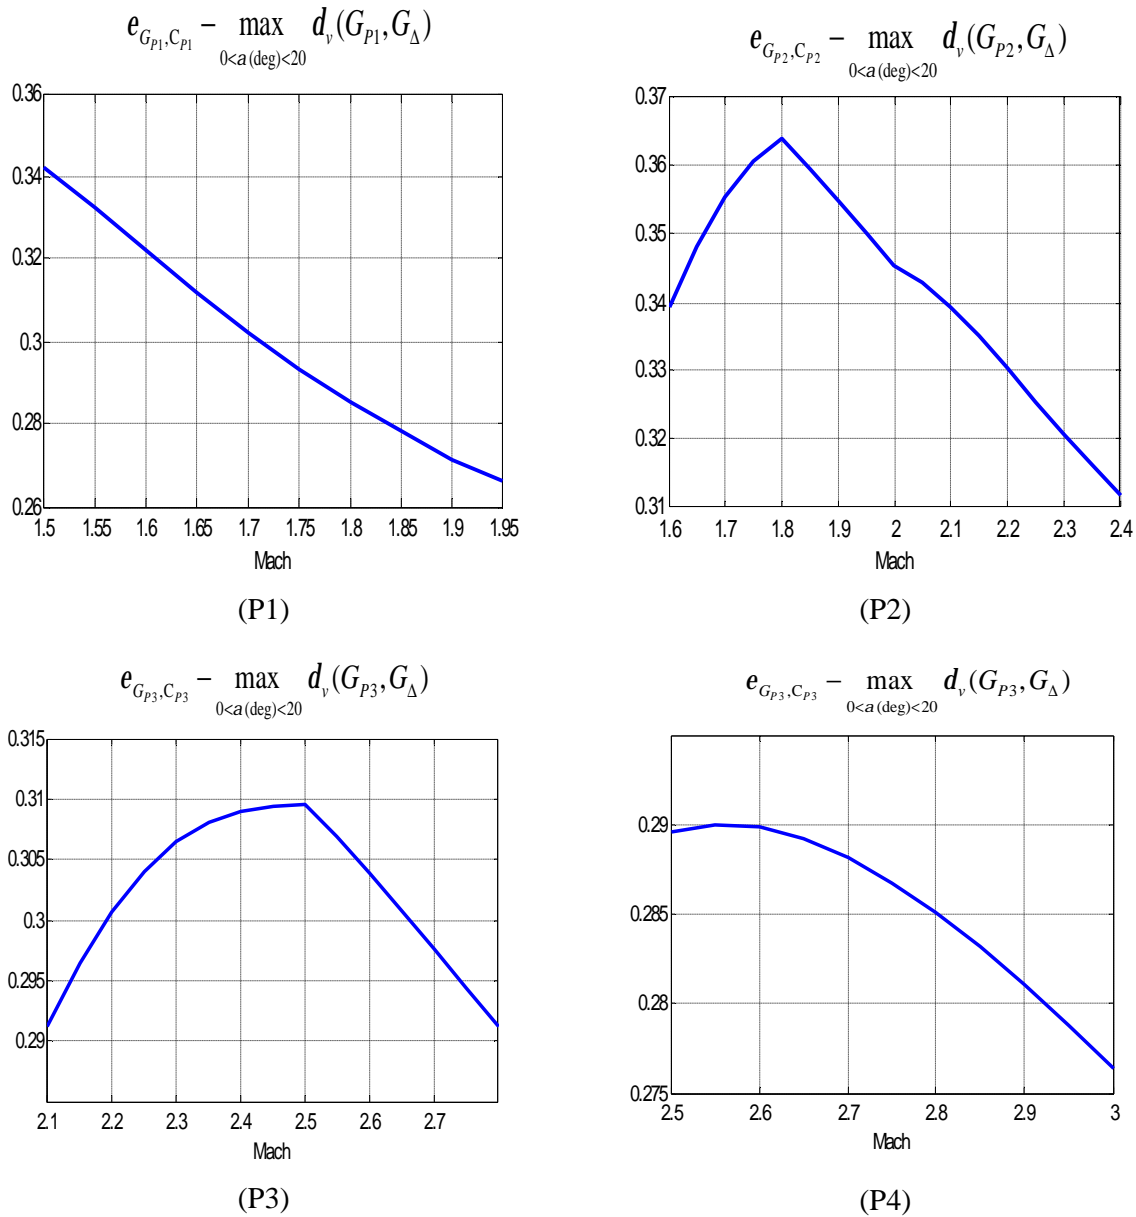 e_{G_{P1},C_{P1}} − max_{0<a(deg)<20} d_v(G_{P1}, G_Δ)
0.36
0.34
0.32
0.3
0.28
0.26
1.5 1.55 1.6 1.65 1.7 1.75 1.8 1.85 1.9 1.95
Mach
(P1)
e_{G_{P2},C_{P2}} − max_{0<a(deg)<20} d_v(G_{P2}, G_Δ)
0.37
0.36
0.35
0.34
0.33
0.32
0.31
1.6 1.7 1.8 1.9 2 2.1 2.2 2.3 2.4
Mach
(P2)
e_{G_{P3},C_{P3}} − max_{0<a(deg)<20} d_v(G_{P3}, G_Δ)
0.315
0.31
0.305
0.3
0.295
0.29
2.1 2.2 2.3 2.4 2.5 2.6 2.7
Mach
(P3)
e_{G_{P3},C_{P3}} − max_{0<a(deg)<20} d_v(G_{P3}, G_Δ)
0.29
0.285
0.28
0.275
2.5 2.6 2.7 2.8 2.9 3
Mach
(P4)